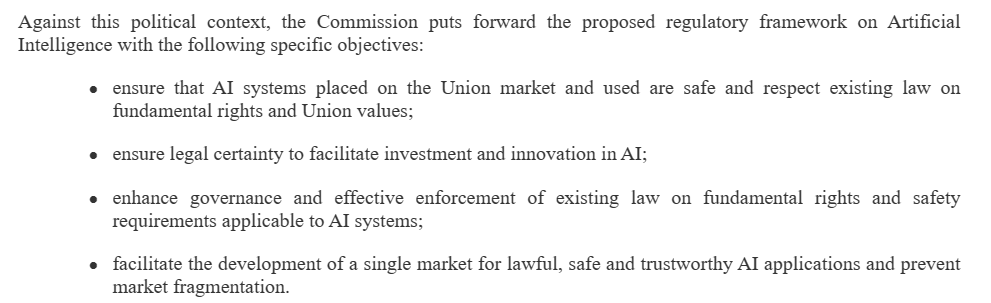 Against this political context, the Commission puts forward the proposed regulatory framework on Artificial
Intelligence with the following specific objectives:
• ensure that AI systems placed on the Union market and used are safe and respect existing law on
fundamental rights and Union values;
• ensure legal certainty to facilitate investment and innovation in AI;
• enhance governance and effective enforcement of existing law on fundamental rights and safety
requirements applicable to AI systems;
• facilitate the development of a single market for lawful, safe and trustworthy AI applications and prevent
market fragmentation.